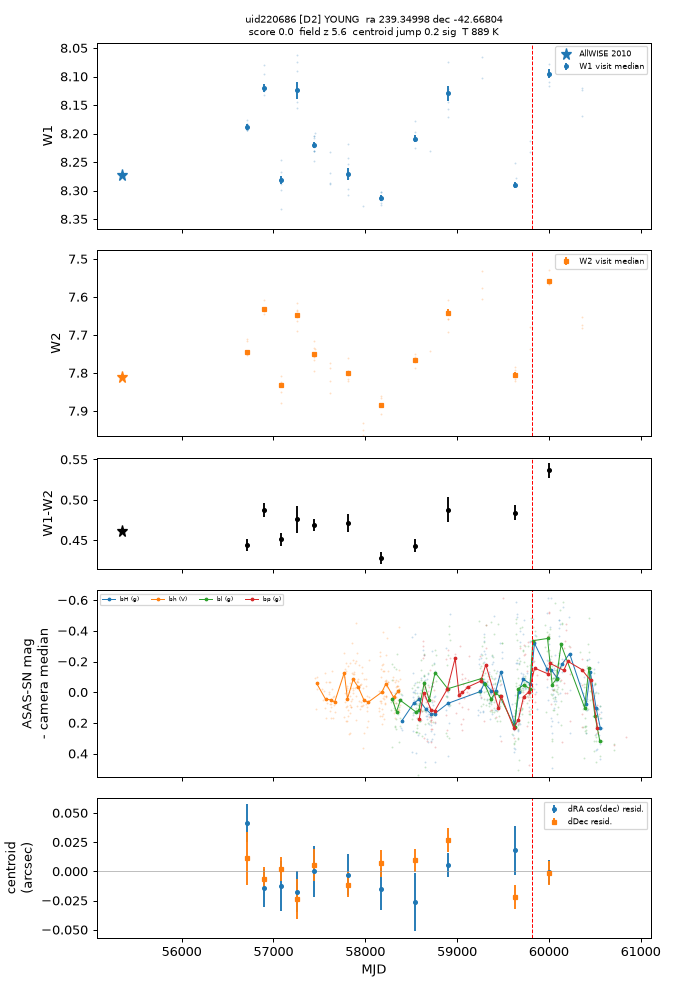 uid220686 [D2] YOUNG  ra 239.34998 dec -42.66804
score 0.0  field z 5.6  centroid jump 0.2 sig  T 889 K
AllWISE 2010
W1 visit median
8.05
8.10
8.15
8.20
8.25
8.30
8.35
W1
W2 visit median
7.5
7.6
7.7
7.8
7.9
W2
0.55
0.50
0.45
W1-W2
bH (g)
bh (V)
bl (g)
bp (g)
−0.6
−0.4
−0.2
0.0
0.2
0.4
ASAS-SN mag
- camera median
dRA cos(dec) resid.
dDec resid.
0.050
0.025
0.000
−0.025
−0.050
centroid
(arcsec)
56000
57000
58000
59000
60000
61000
MJD